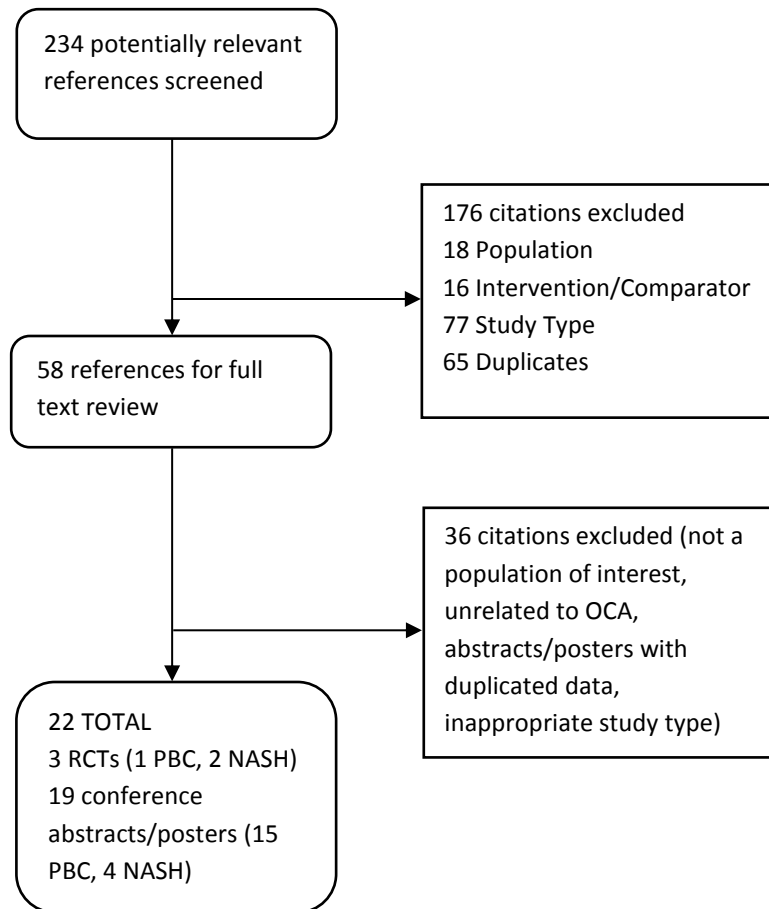 234 potentially relevant
references screened
176 citations excluded
18 Population
16 Intervention/Comparator
77 Study Type
65 Duplicates
58 references for full
text review
36 citations excluded (not a
population of interest,
unrelated to OCA,
abstracts/posters with
duplicated data,
inappropriate study type)
22 TOTAL
3 RCTs (1 PBC, 2 NASH)
19 conference
abstracts/posters (15
PBC, 4 NASH)